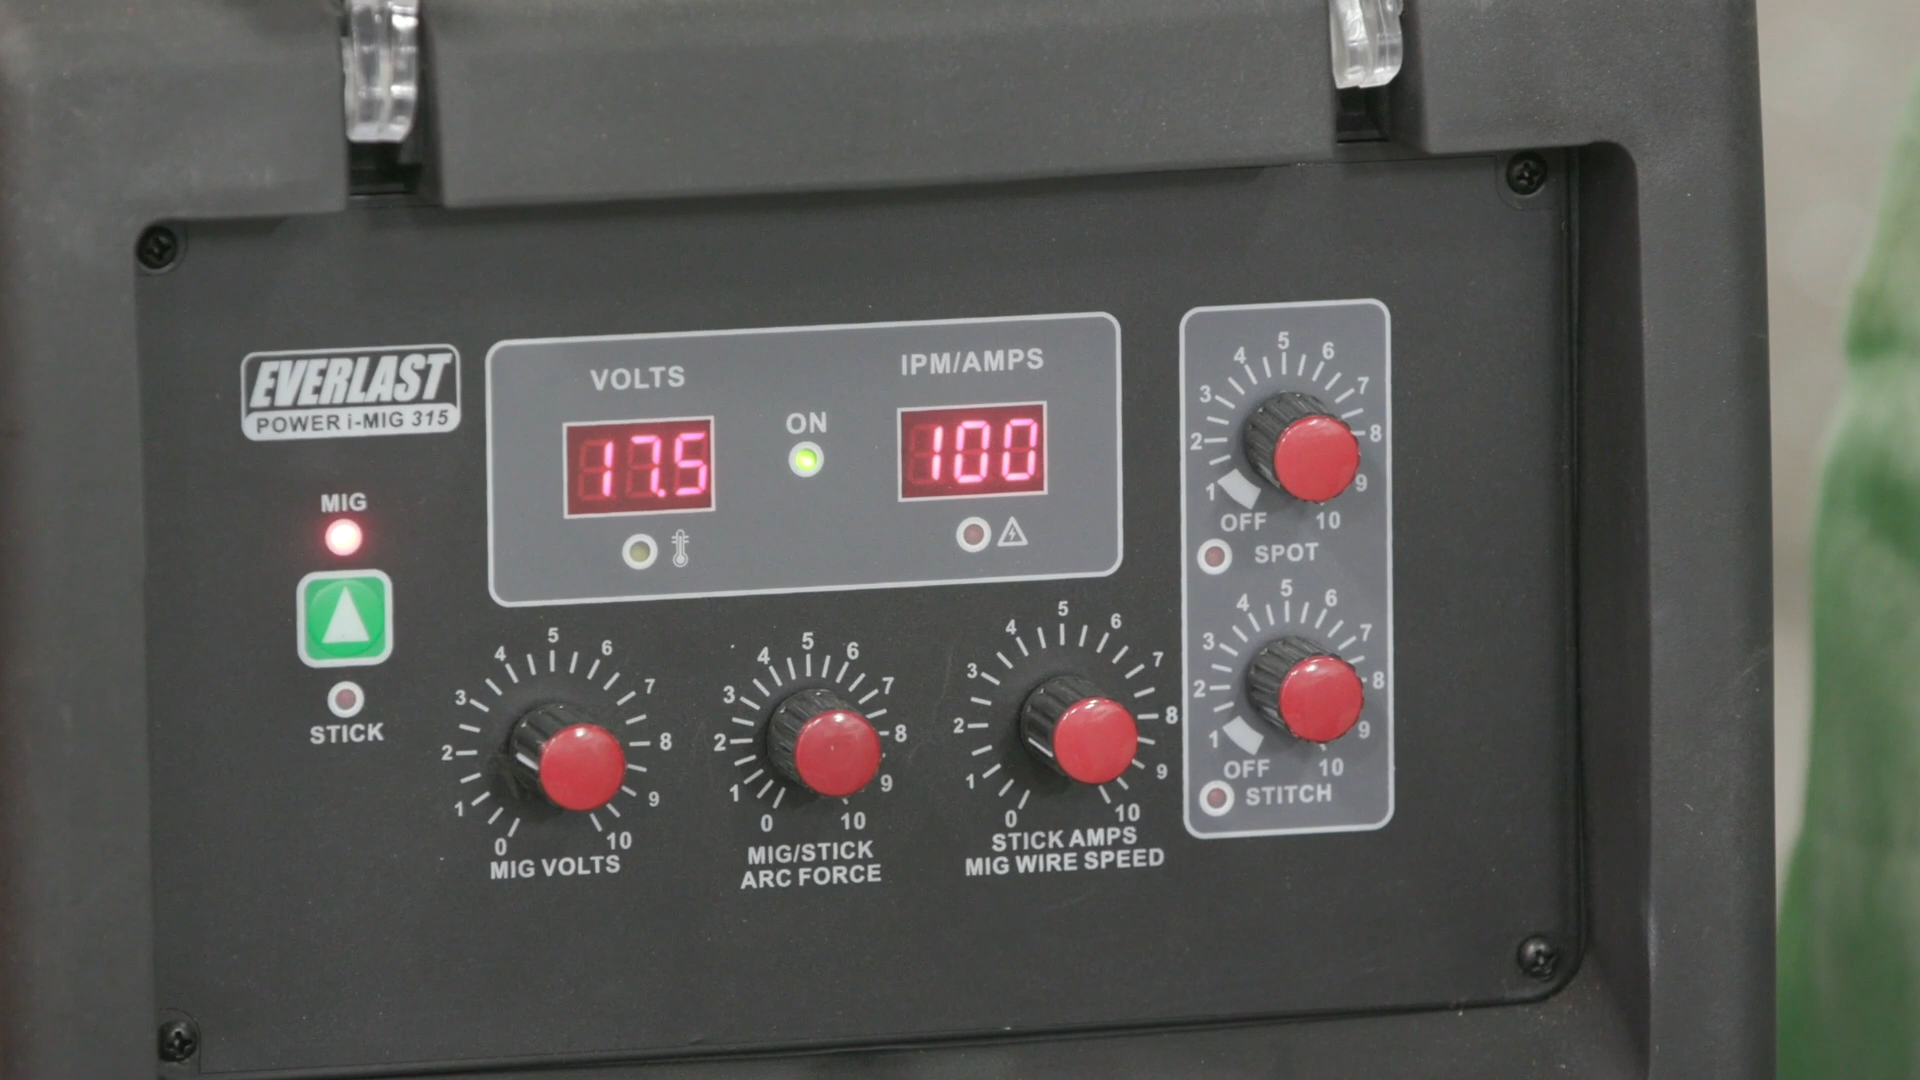 EVERLAST
POWER i-MIG 315
MIG
STICK
VOLTS
17.5
ON
IPM/AMPS
100
0 1 2 3 4 5 6 7 8 9 10
MIG VOLTS
0 1 2 3 4 5 6 7 8 9 10
MIG/STICK
ARC FORCE
0 1 2 3 4 5 6 7 8 9 10
STICK AMPS
MIG WIRE SPEED
OFF 1 2 3 4 5 6 7 8 9 10
SPOT
OFF 1 2 3 4 5 6 7 8 9 10
STITCH